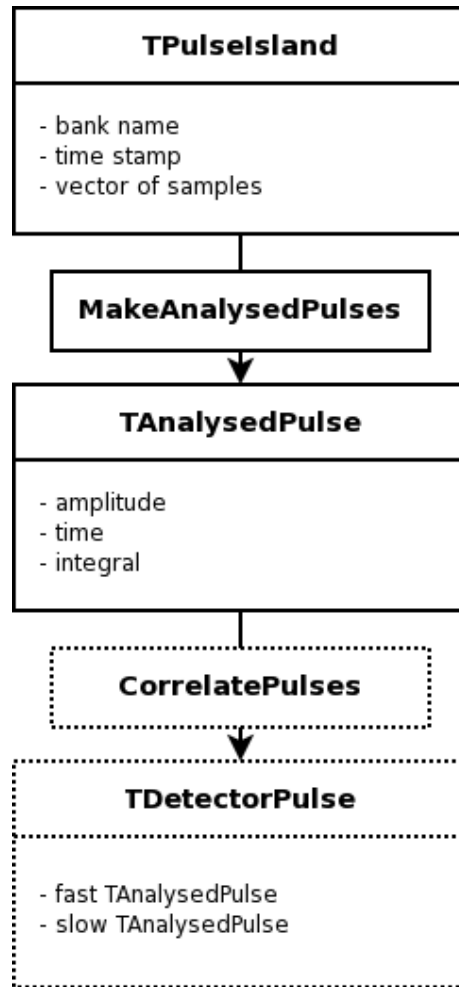 TPulseIsland
- bank name
- time stamp
- vector of samples
MakeAnalysedPulses
TAnalysedPulse
- amplitude
- time
- integral
CorrelatePulses
TDetectorPulse
- fast TAnalysedPulse
- slow TAnalysedPulse